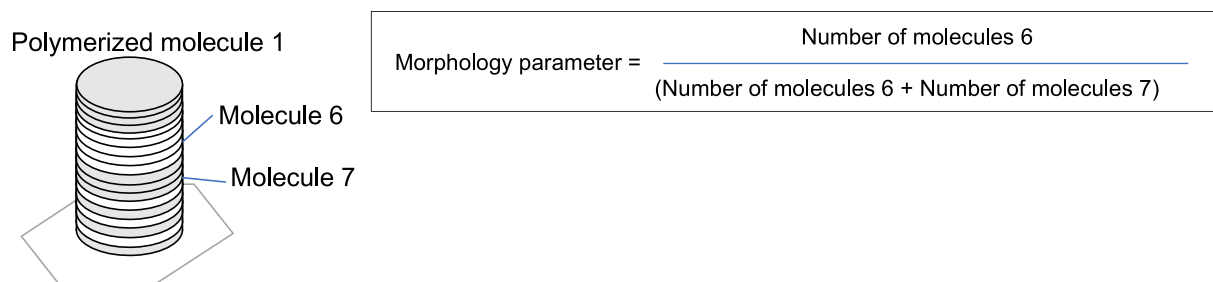 Polymerized molecule 1
Molecule 6
Molecule 7
Number of molecules 6
Morphology parameter =
(Number of molecules 6 + Number of molecules 7)